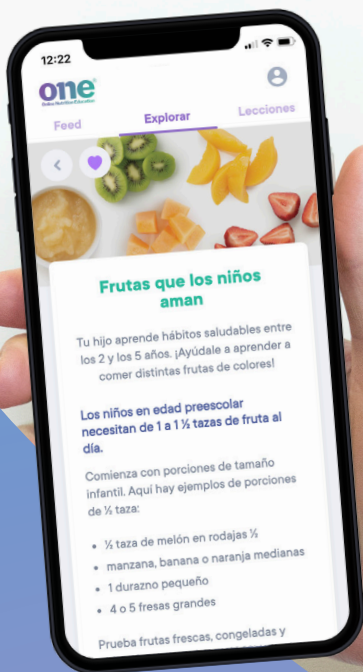 12:22
one
Online Nutrition Education
Feed
Explorar
Lecciones
Frutas que los niños
aman
Tu hijo aprende hábitos saludables entre
los 2 y los 5 años. ¡Ayúdale a aprender a
comer distintas frutas de colores!
Los niños en edad preescolar
necesitan de 1 a 1 ½ tazas de fruta al
día.
Comienza con porciones de tamaño
infantil. Aquí hay ejemplos de porciones
de ½ taza:
• ½ taza de melón en rodajas ½
• manzana, banana o naranja medianas
• 1 durazno pequeño
• 4 o 5 fresas grandes
Prueba frutas frescas, congeladas y